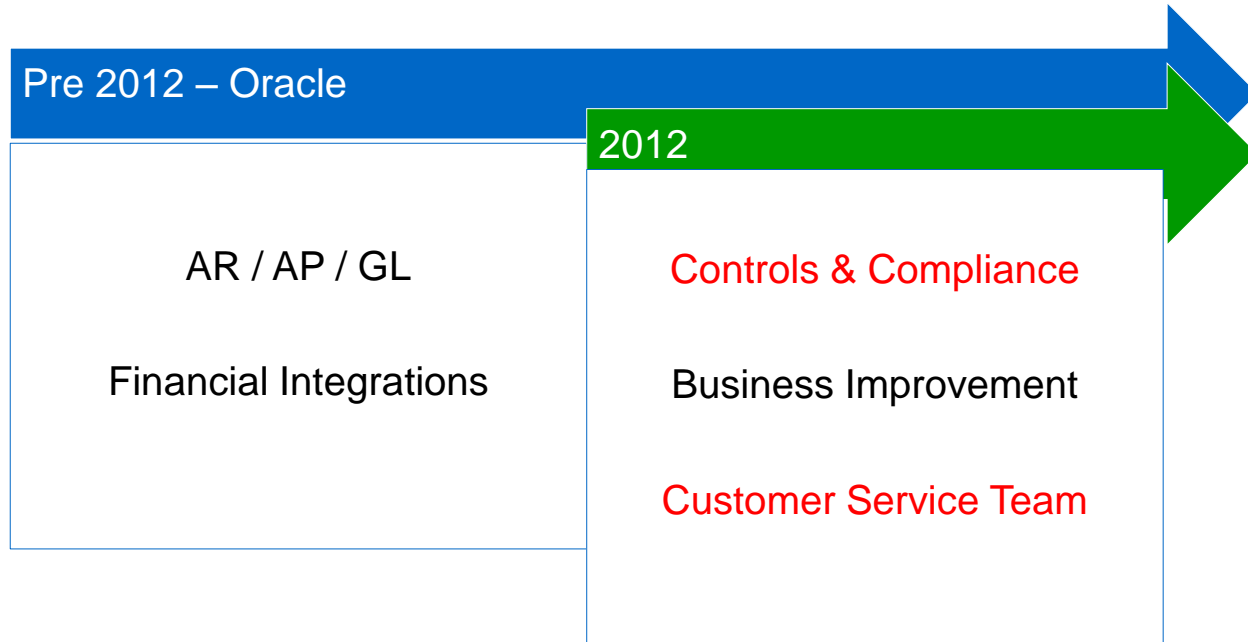 Pre 2012 – Oracle
2012
AR / AP / GL
Financial Integrations
Controls & Compliance
Business Improvement
Customer Service Team